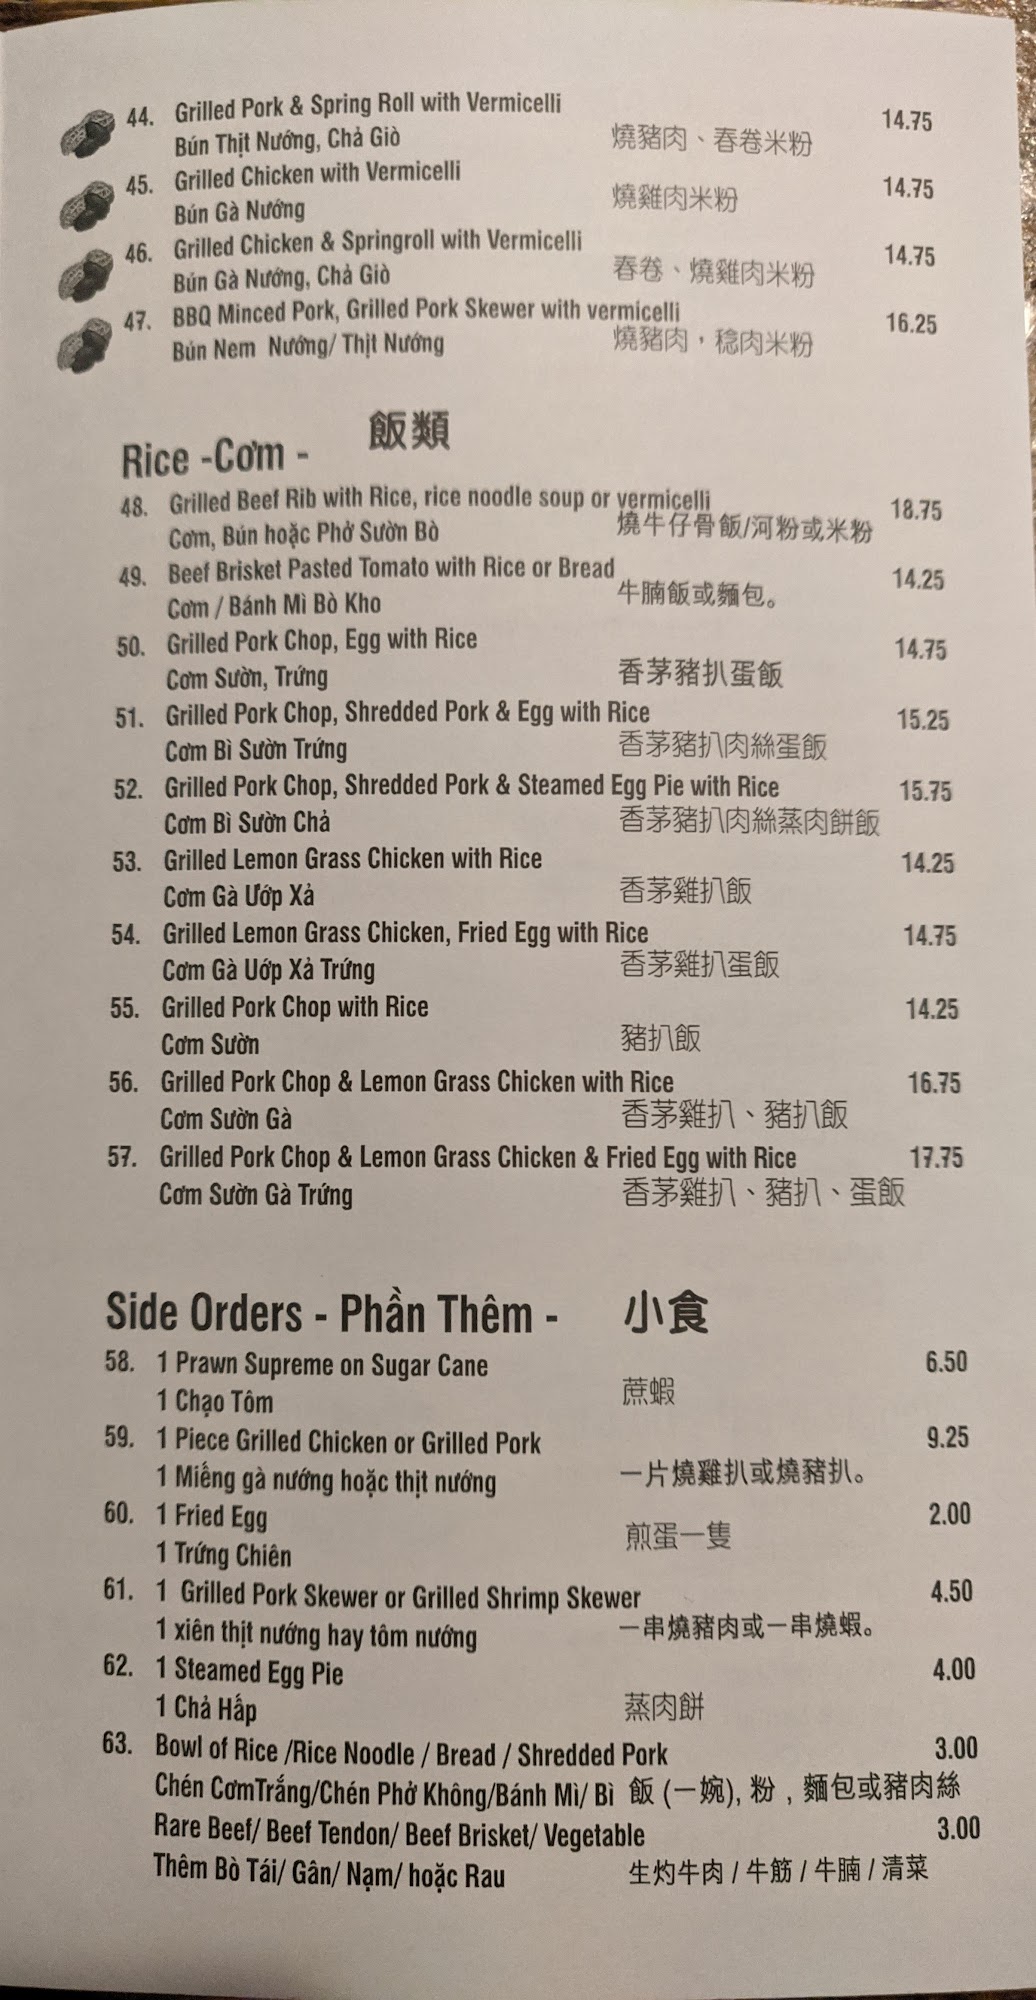 44. Grilled Pork & Spring Roll with Vermicelli 14.75
Bún Thịt Nướng, Chả Giò 燒豬肉、春卷米粉
45. Grilled Chicken with Vermicelli 14.75
Bún Gà Nướng 燒雞肉米粉
46. Grilled Chicken & Springroll with Vermicelli 14.75
Bún Gà Nướng, Chả Giò 春卷、燒雞肉米粉
47. BBQ Minced Pork, Grilled Pork Skewer with vermicelli 16.25
Bún Nem Nướng/ Thịt Nướng 燒豬肉，稔肉米粉
Rice -Cơm - 飯類
48. Grilled Beef Rib with Rice, rice noodle soup or vermicelli 18.75
Cơm, Bún hoặc Phở Sườn Bò 燒牛仔骨飯/河粉或米粉
49. Beef Brisket Pasted Tomato with Rice or Bread 14.25
Cơm / Bánh Mì Bò Kho 牛腩飯或麵包。
50. Grilled Pork Chop, Egg with Rice 14.75
Cơm Sườn, Trứng 香茅豬扒蛋飯
51. Grilled Pork Chop, Shredded Pork & Egg with Rice 15.25
Cơm Bì Sườn Trứng 香茅豬扒肉絲蛋飯
52. Grilled Pork Chop, Shredded Pork & Steamed Egg Pie with Rice 15.75
Cơm Bì Sườn Chả 香茅豬扒肉絲蒸肉餅飯
53. Grilled Lemon Grass Chicken with Rice 14.25
Cơm Gà Ướp Xả 香茅雞扒飯
54. Grilled Lemon Grass Chicken, Fried Egg with Rice 14.75
Cơm Gà Uớp Xả Trứng 香茅雞扒蛋飯
55. Grilled Pork Chop with Rice 14.25
Cơm Sườn 豬扒飯
56. Grilled Pork Chop & Lemon Grass Chicken with Rice 16.75
Cơm Sườn Gà 香茅雞扒、豬扒飯
57. Grilled Pork Chop & Lemon Grass Chicken & Fried Egg with Rice 17.75
Cơm Sườn Gà Trứng 香茅雞扒、豬扒、蛋飯
Side Orders - Phần Thêm - 小食
58. 1 Prawn Supreme on Sugar Cane 6.50
1 Chạo Tôm 蔗蝦
59. 1 Piece Grilled Chicken or Grilled Pork 9.25
1 Miếng gà nướng hoặc thịt nướng 一片燒雞扒或燒豬扒。
60. 1 Fried Egg 2.00
1 Trứng Chiên 煎蛋一隻
61. 1 Grilled Pork Skewer or Grilled Shrimp Skewer 4.50
1 xiên thịt nướng hay tôm nướng 一串燒豬肉或一串燒蝦。
62. 1 Steamed Egg Pie 4.00
1 Chả Hấp 蒸肉餅
63. Bowl of Rice /Rice Noodle / Bread / Shredded Pork 3.00
Chén CơmTrắng/Chén Phở Không/Bánh Mì/ Bì 飯 (一婉), 粉 , 麵包或豬肉絲
Rare Beef/ Beef Tendon/ Beef Brisket/ Vegetable 3.00
Thêm Bò Tái/ Gân/ Nạm/ hoặc Rau 生灼牛肉 / 牛筋 / 牛腩 / 清菜